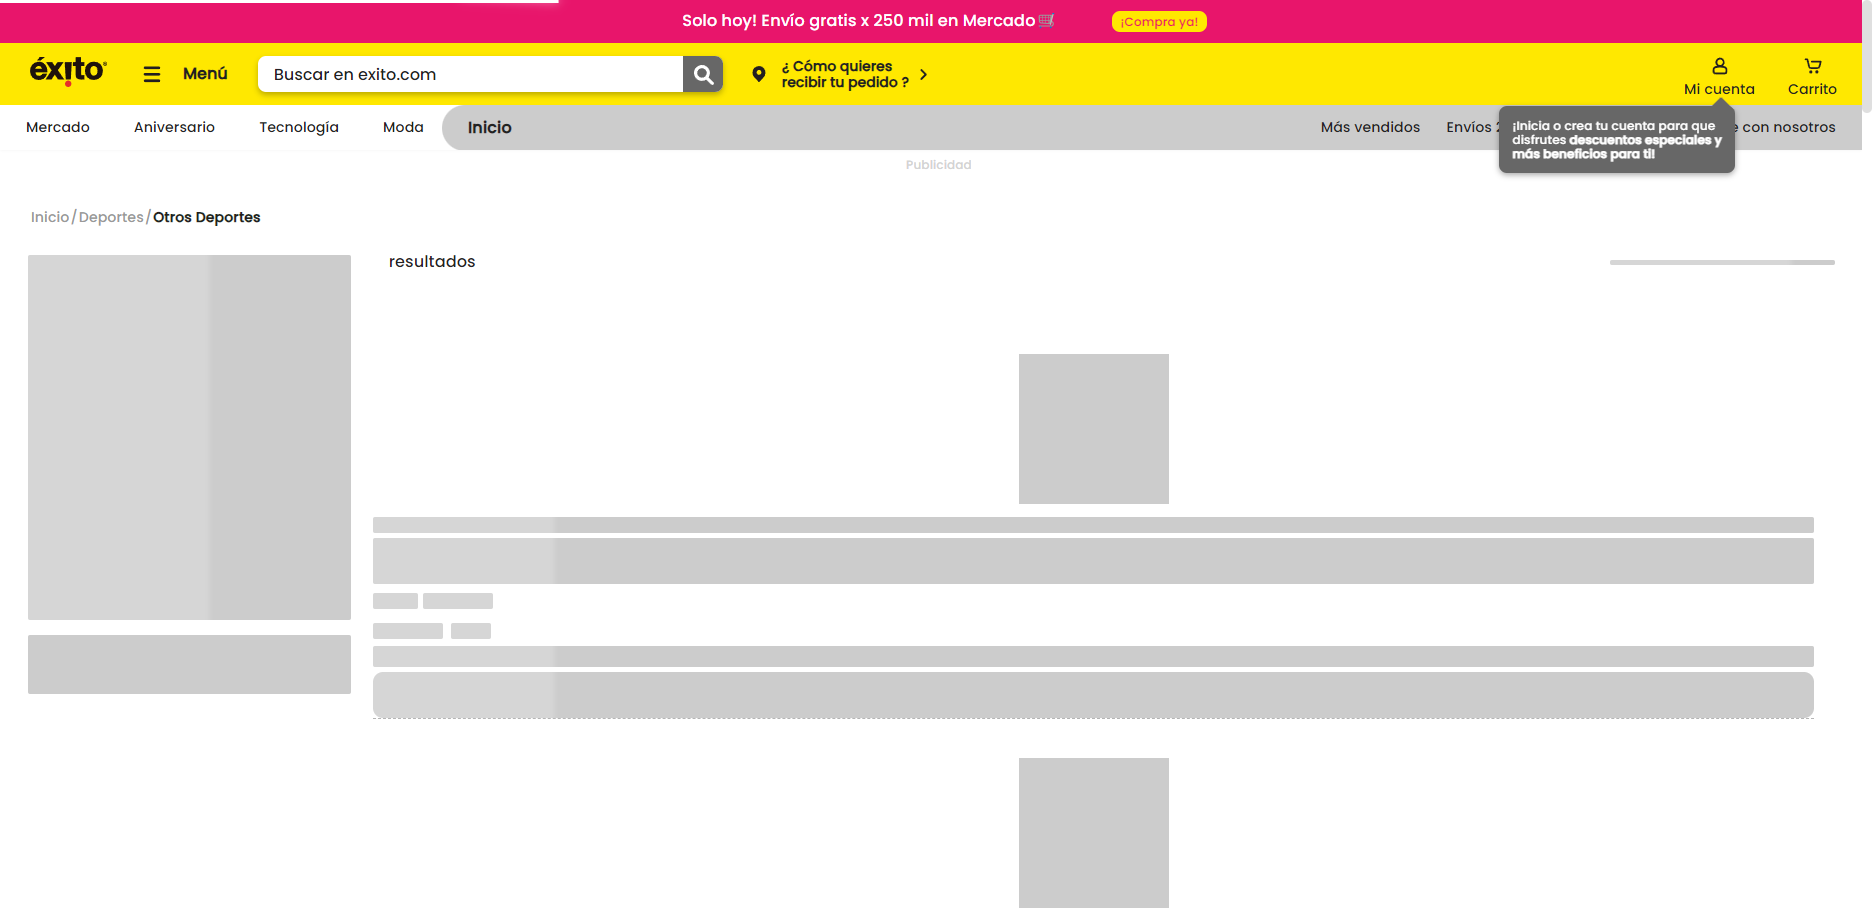 Solo hoy! Envío gratis x 250 mil en Mercado
¡Compra ya!
éxito
Menú
Buscar en exito.com
¿ Cómo quieres
recibir tu pedido ?
Mi cuenta
Carrito
Mercado
Aniversario
Tecnología
Moda
Inicio
Más vendidos
Envíos
con nosotros
¡Inicia o crea tu cuenta para que
disfrutes descuentos especiales y
más beneficios para ti!
Publicidad
Inicio/Deportes/Otros Deportes
resultados